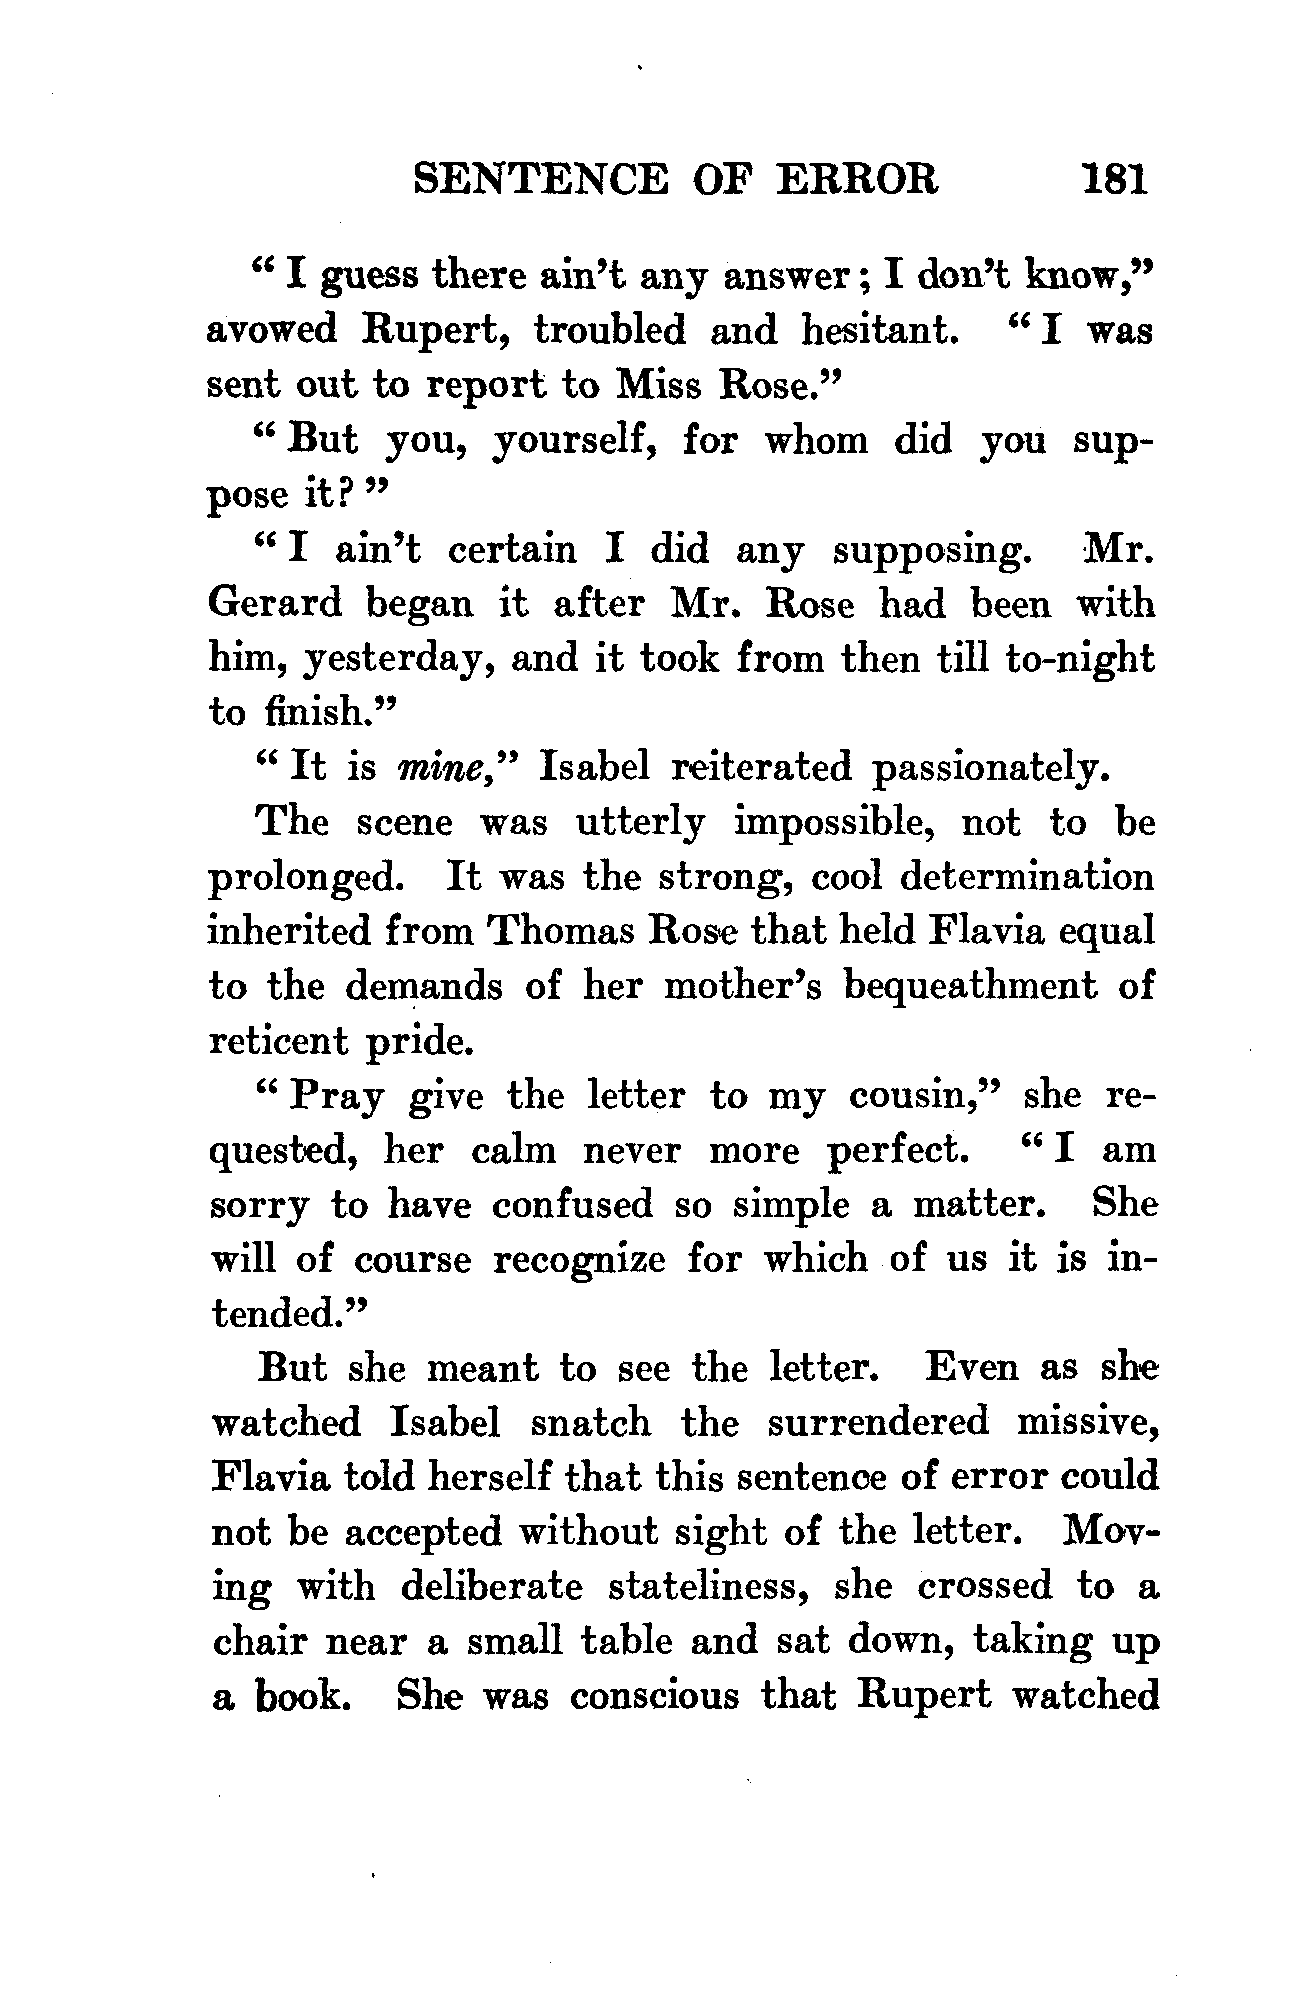 SENTENCE OF ERROR 181
“ I guess there ain’t any answer; I don’t know,”
avowed Rupert, troubled and hesitant. “ I was
sent out to report to Miss Rose.”
“ But you, yourself, for whom did you sup-
pose it? ”
“ I ain’t certain I did any supposing. Mr.
Gerard began it after Mr. Rose had been with
him, yesterday, and it took from then till to-night
to finish.”
“ It is mine,” Isabel reiterated passionately.
The scene was utterly impossible, not to be
prolonged. It was the strong, cool determination
inherited from Thomas Rose that held Flavia equal
to the demands of her mother’s bequeathment of
reticent pride.
“ Pray give the letter to my cousin,” she re-
quested, her calm never more perfect. “ I am
sorry to have confused so simple a matter. She
will of course recognize for which of us it is in-
tended.”
But she meant to see the letter. Even as she
watched Isabel snatch the surrendered missive,
Flavia told herself that this sentence of error could
not be accepted without sight of the letter. Mov-
ing with deliberate stateliness, she crossed to a
chair near a small table and sat down, taking up
a book. She was conscious that Rupert watched